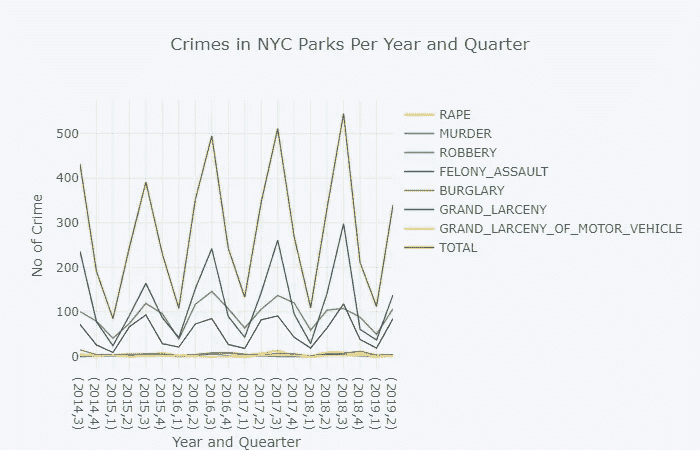 Crimes in NYC Parks Per Year and Quarter
500
400
300
200
100
0
No of Crime
RAPE
MURDER
ROBBERY
FELONY_ASSAULT
BURGLARY
GRAND_LARCENY
GRAND_LARCENY_OF_MOTOR_VEHICLE
TOTAL
(2014,3)
(2014,4)
(2015,1)
(2015,2)
(2015,3)
(2015,4)
(2016,1)
(2016,2)
(2016,3)
(2016,4)
(2017,1)
(2017,2)
(2017,3)
(2017,4)
(2018,1)
(2018,2)
(2018,3)
(2018,4)
(2019,1)
(2019,2)
Year and Quearter